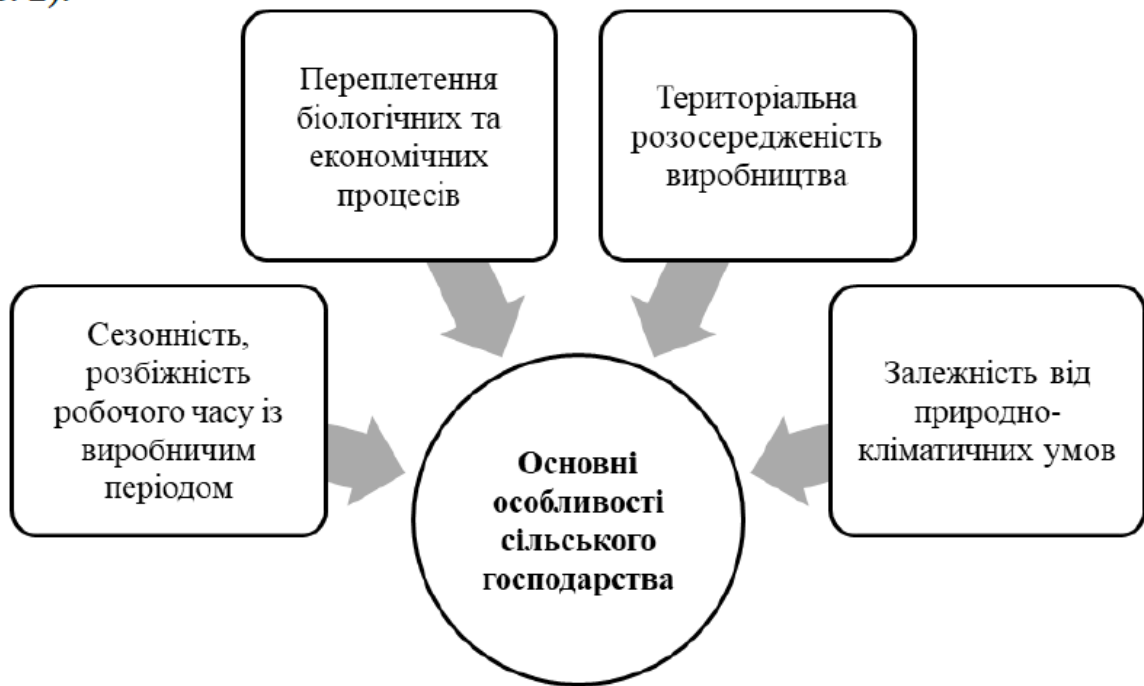 Переплетення
біологічних та
економічних
процесів
Територіальна
розосередженість
виробництва
Сезонність,
розбіжність
робочого часу із
виробничим
періодом
Залежність від
природно-
кліматичних умов
Основні
особливості
сільського
господарства